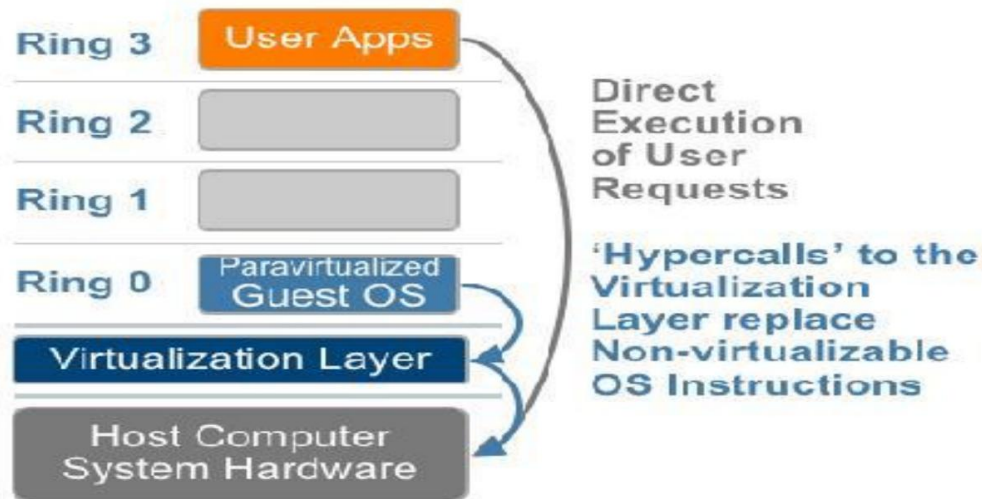 Ring 3
User Apps
Ring 2
Ring 1
Ring 0
Paravirtualized
Guest OS
Virtualization Layer
Host Computer
System Hardware
Direct
Execution
of User
Requests
‘Hypercalls’ to the
Virtualization
Layer replace
Non-virtualizable
OS Instructions